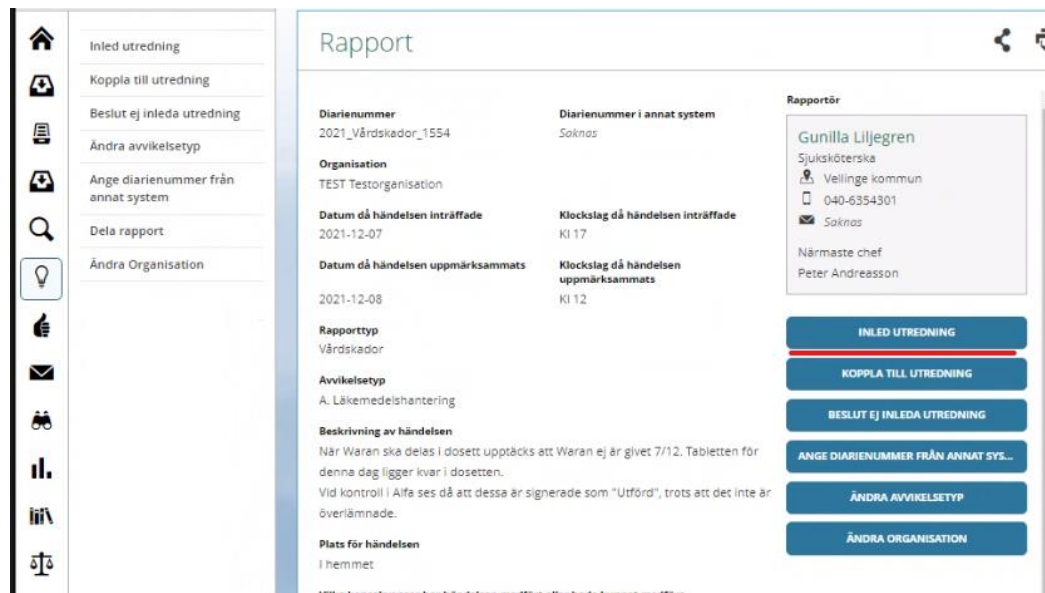 Inled utredning
Koppla till utredning
Beslut ej inleda utredning
Ändra avvikelsetyp
Ange diarienummer från
annat system
Dela rapport
Ändra Organisation
Rapport
Diarienummer
2021_Vårdskador_1554
Diarienummer i annat system
Saknas
Organisation
TEST Testorganisation
Datum då händelsen inträffade
2021-12-07
Klockslag då händelsen inträffade
Kl 17
Datum då händelsen uppmärksammats
2021-12-08
Klockslag då händelsen
uppmärksammats
Kl 12
Rapporttyp
Vårdskador
Avvikelsetyp
A. Läkemedelshantering
Beskrivning av händelsen
När Waran ska delas i dosett upptäcks att Waran ej är givet 7/12. Tabletten för
denna dag ligger kvar i dosetten.
Vid kontroll i Alfa ses då att dessa är signerade som "Utförd", trots att det inte är
överlämnade.
Plats för händelsen
I hemmet
Rapportör
Gunilla Liljegren
Sjuksköterska
Vellinge kommun
040-6354301
Saknas
Närmaste chef
Peter Andreasson
INLED UTREDNING
KOPPLA TILL UTREDNING
BESLUT EJ INLEDA UTREDNING
ANGE DIARIENUMMER FRÅN ANNAT SYS...
ÄNDRA AVVIKELSETYP
ÄNDRA ORGANISATION